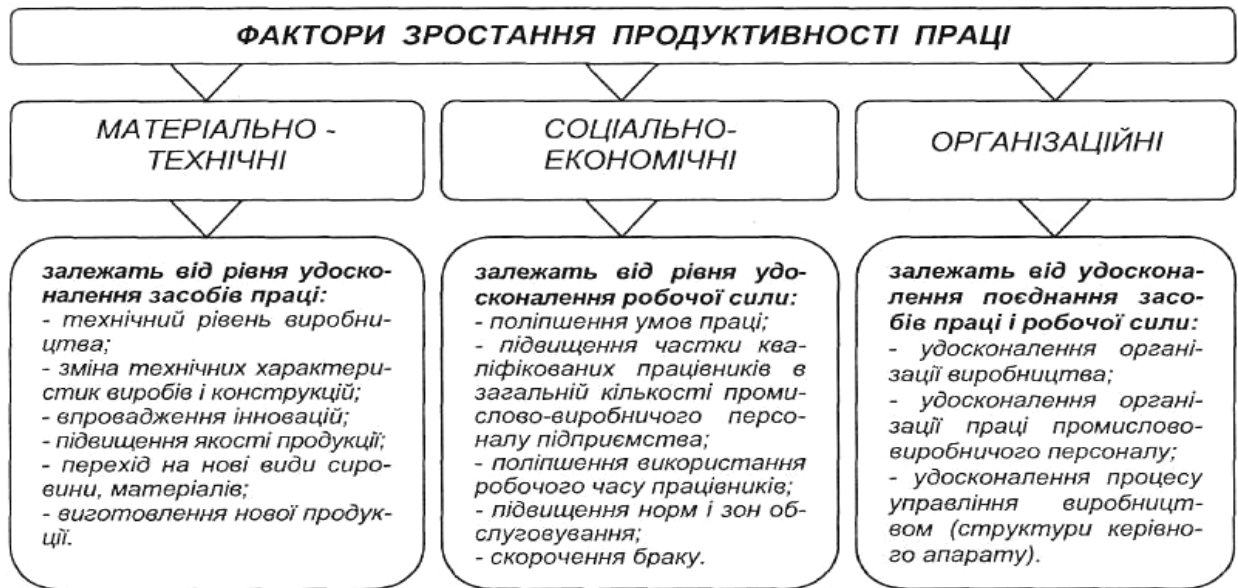 ФАКТОРИ ЗРОСТАННЯ ПРОДУКТИВНОСТІ ПРАЦІ
МАТЕРІАЛЬНО -
ТЕХНІЧНІ
СОЦІАЛЬНО-
ЕКОНОМІЧНІ
ОРГАНІЗАЦІЙНІ
залежать від рівня удоско-
налення засобів праці:
- технічний рівень виробни-
цтва;
- зміна технічних характери-
стик виробів і конструкцій;
- впровадження інновацій;
- підвищення якості продукції;
- перехід на нові види сиро-
вини, матеріалів;
- виготовлення нової продук-
ції.
залежать від рівня удо-
сконалення робочої сили:
- поліпшення умов праці;
- підвищення частки ква-
ліфікованих працівників в
загальній кількості проми-
слово-виробничого персо-
налу підприємства;
- поліпшення використання
робочого часу працівників;
- підвищення норм і зон об-
слуговування;
- скорочення браку.
залежать від удоскона-
лення поєднання засо-
бів праці і робочої сили:
- удосконалення органі-
зації виробництва;
- удосконалення органі-
зації праці промислово-
виробничого персоналу;
- удосконалення процесу
управління виробницт-
вом (структури керівно-
го апарату).